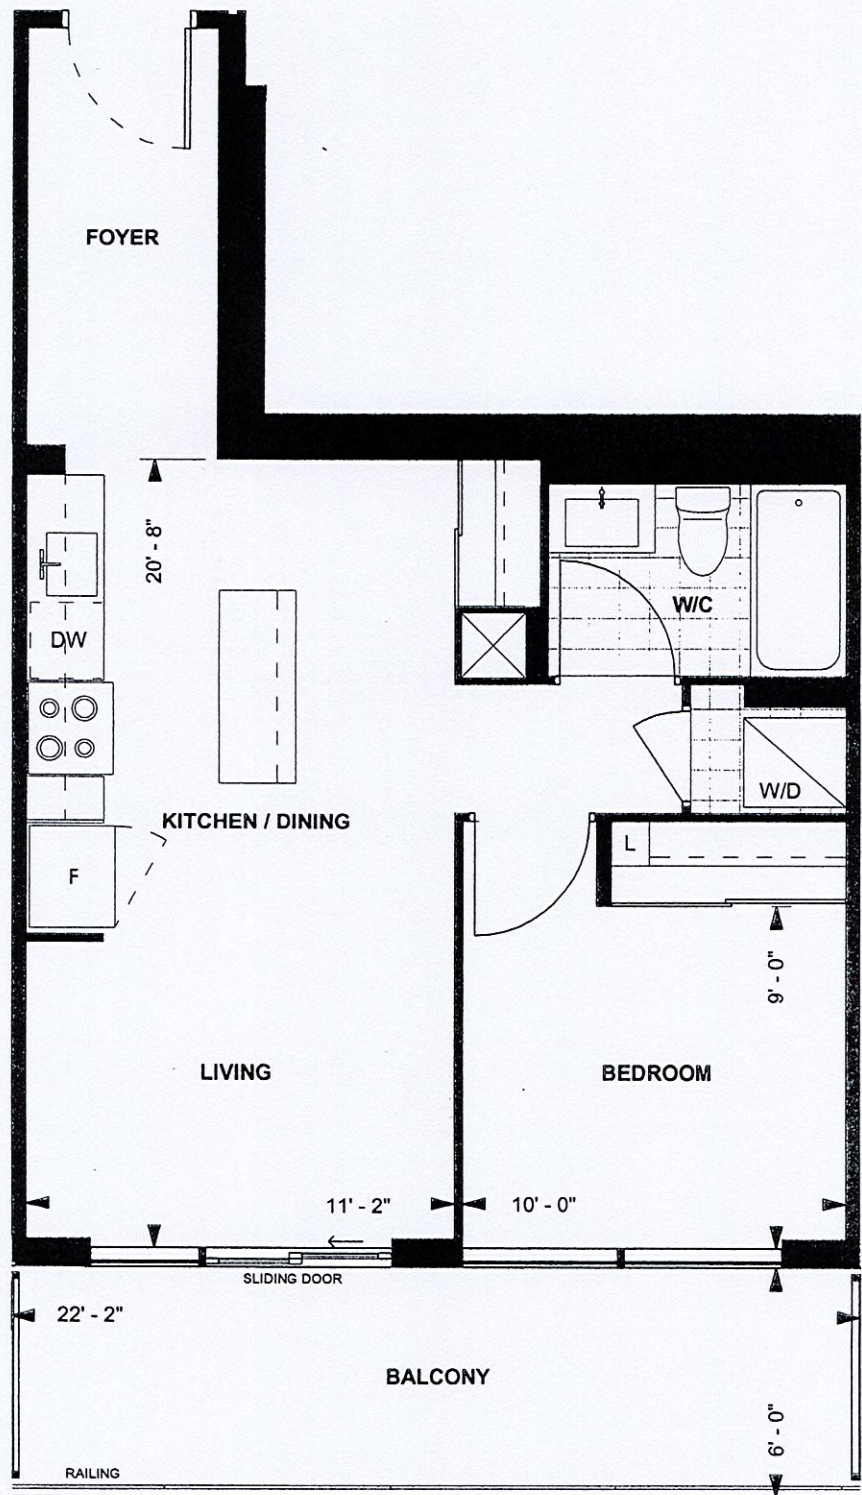 FOYER
20' - 8"
DW
W/C
W/D
KITCHEN / DINING
L
F
9' - 0"
LIVING
BEDROOM
11' - 2"
10' - 0"
SLIDING DOOR
22' - 2"
BALCONY
6' - 0"
RAILING